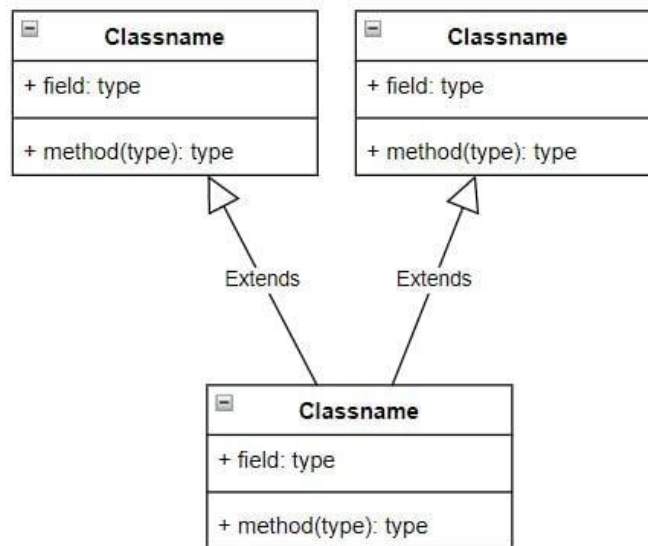 Classname
+ field: type
+ method(type): type
Classname
+ field: type
+ method(type): type
Extends
Extends
Classname
+ field: type
+ method(type): type